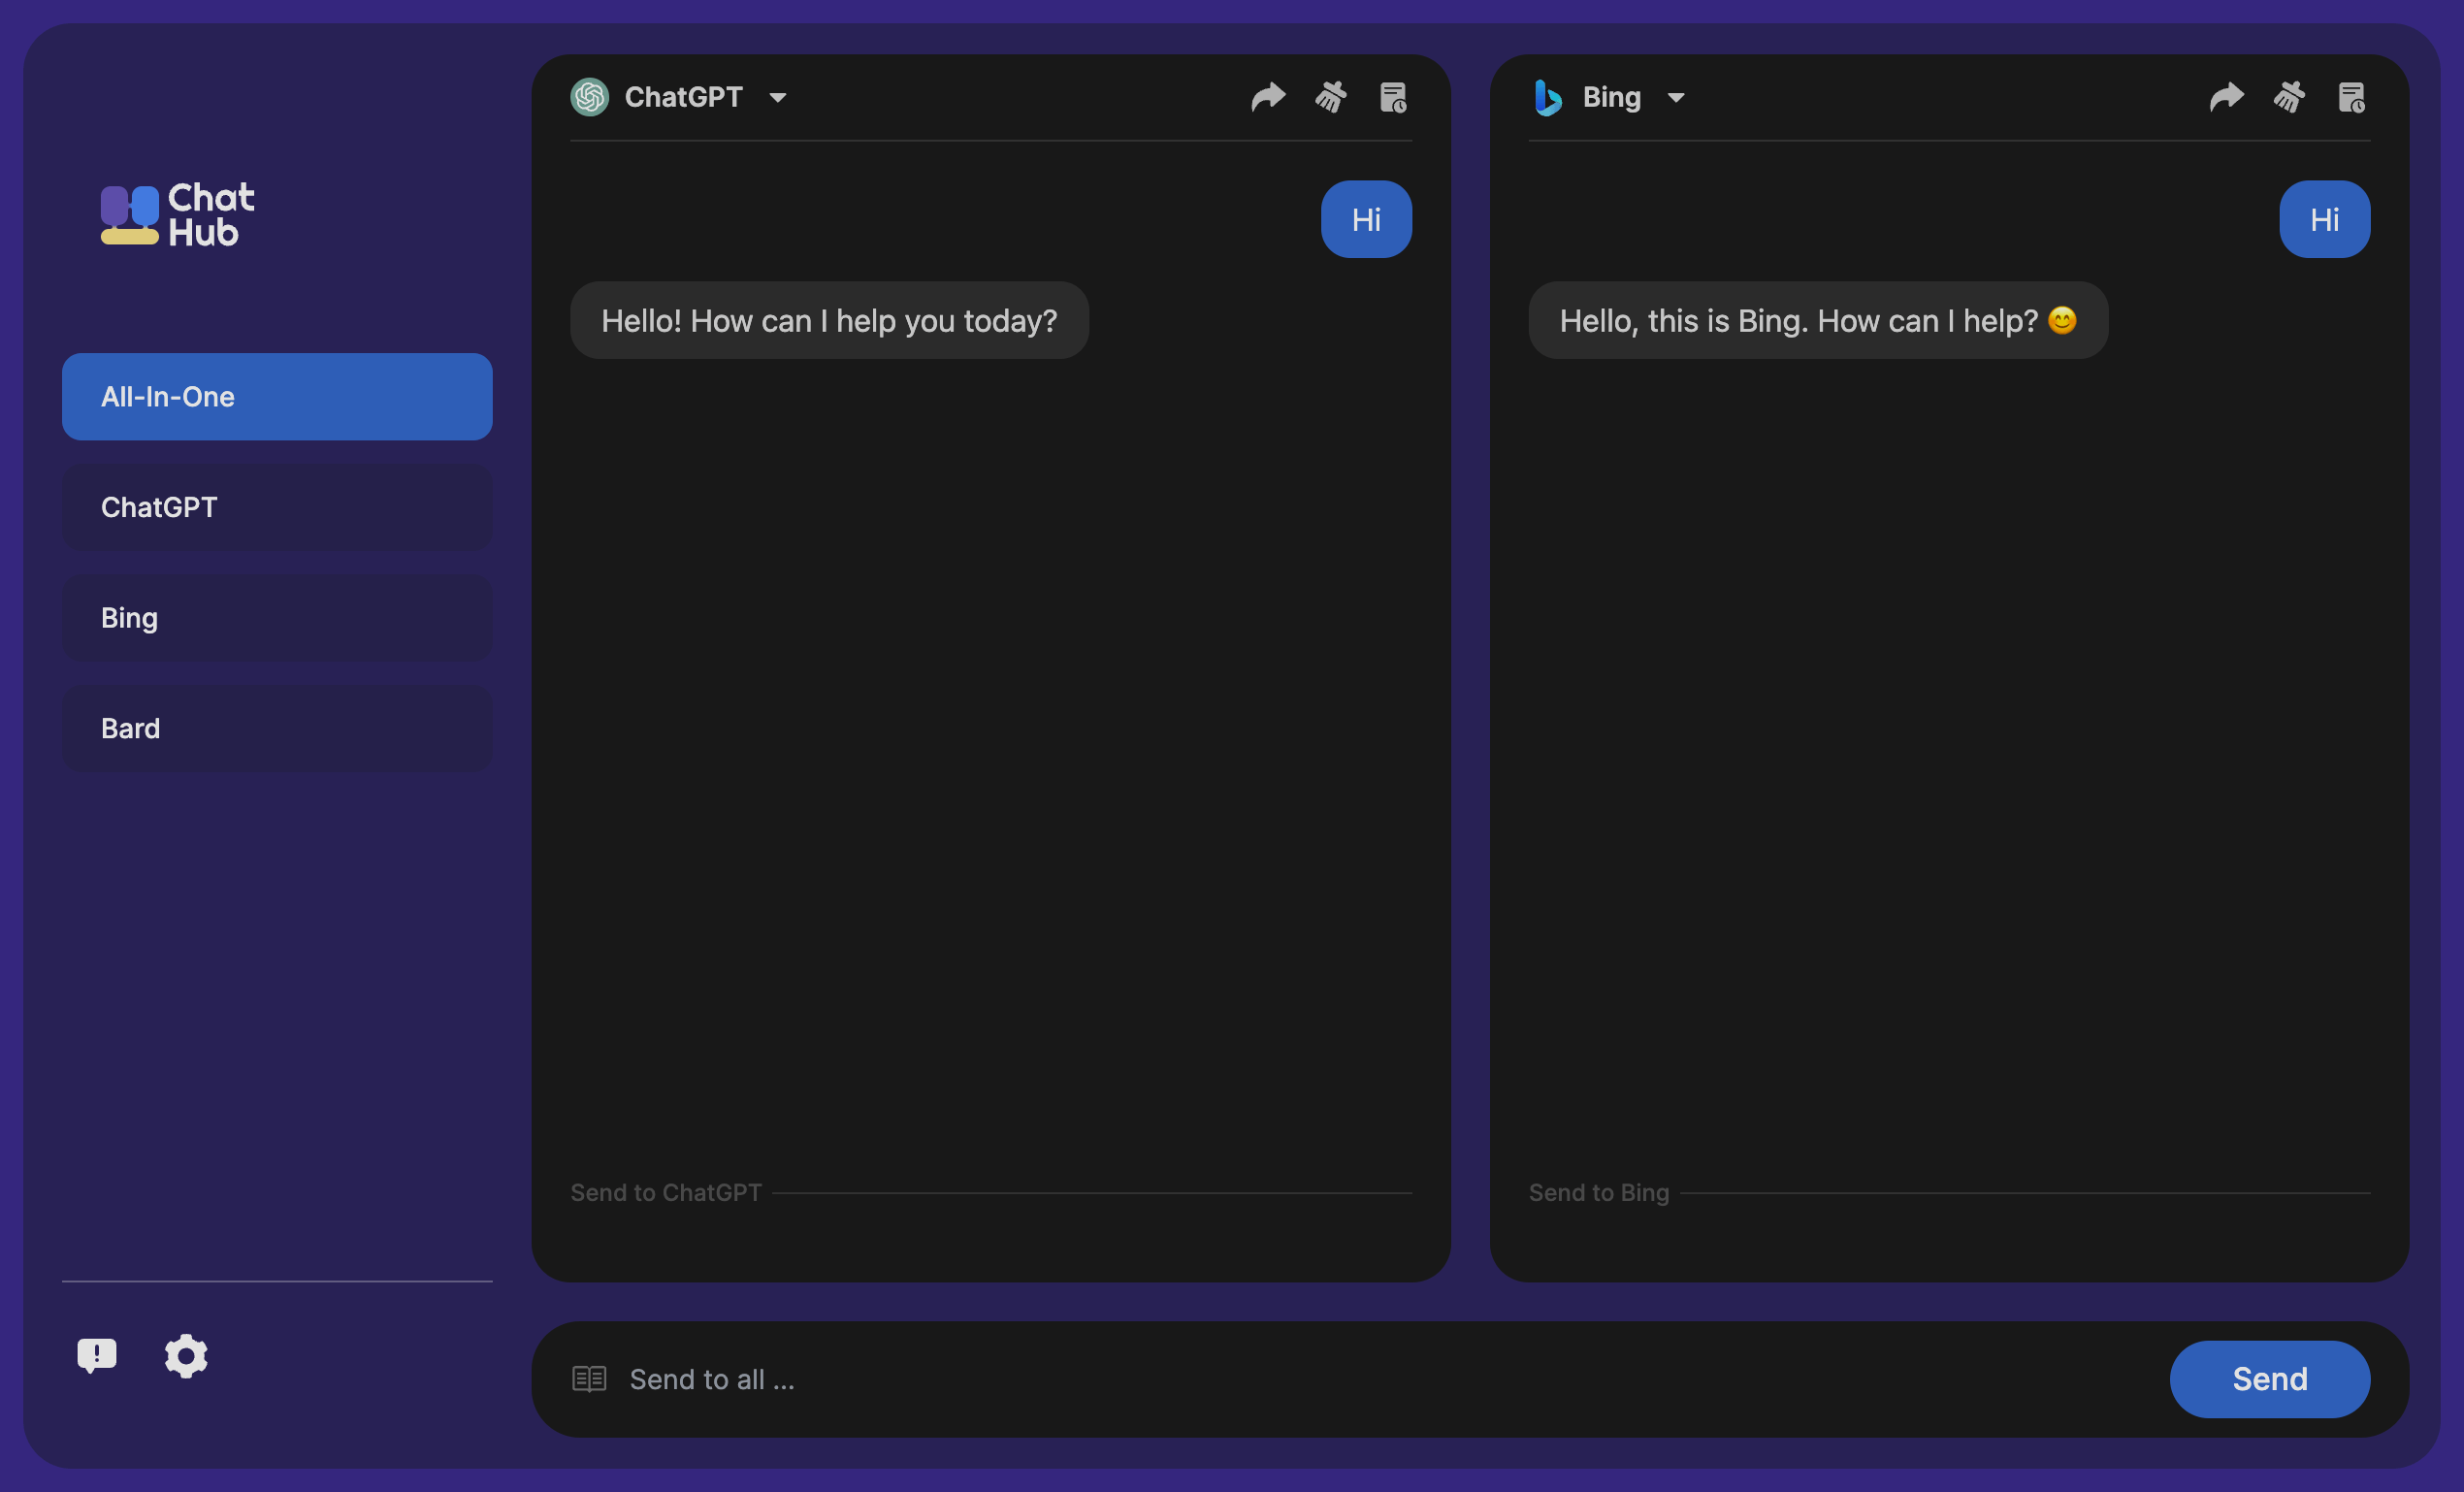 Chat
Hub
All-In-One
ChatGPT
Bing
Bard
ChatGPT
Hi
Hello! How can I help you today?
Send to ChatGPT
Bing
Hi
Hello, this is Bing. How can I help? 😊
Send to Bing
Send to all ...
Send